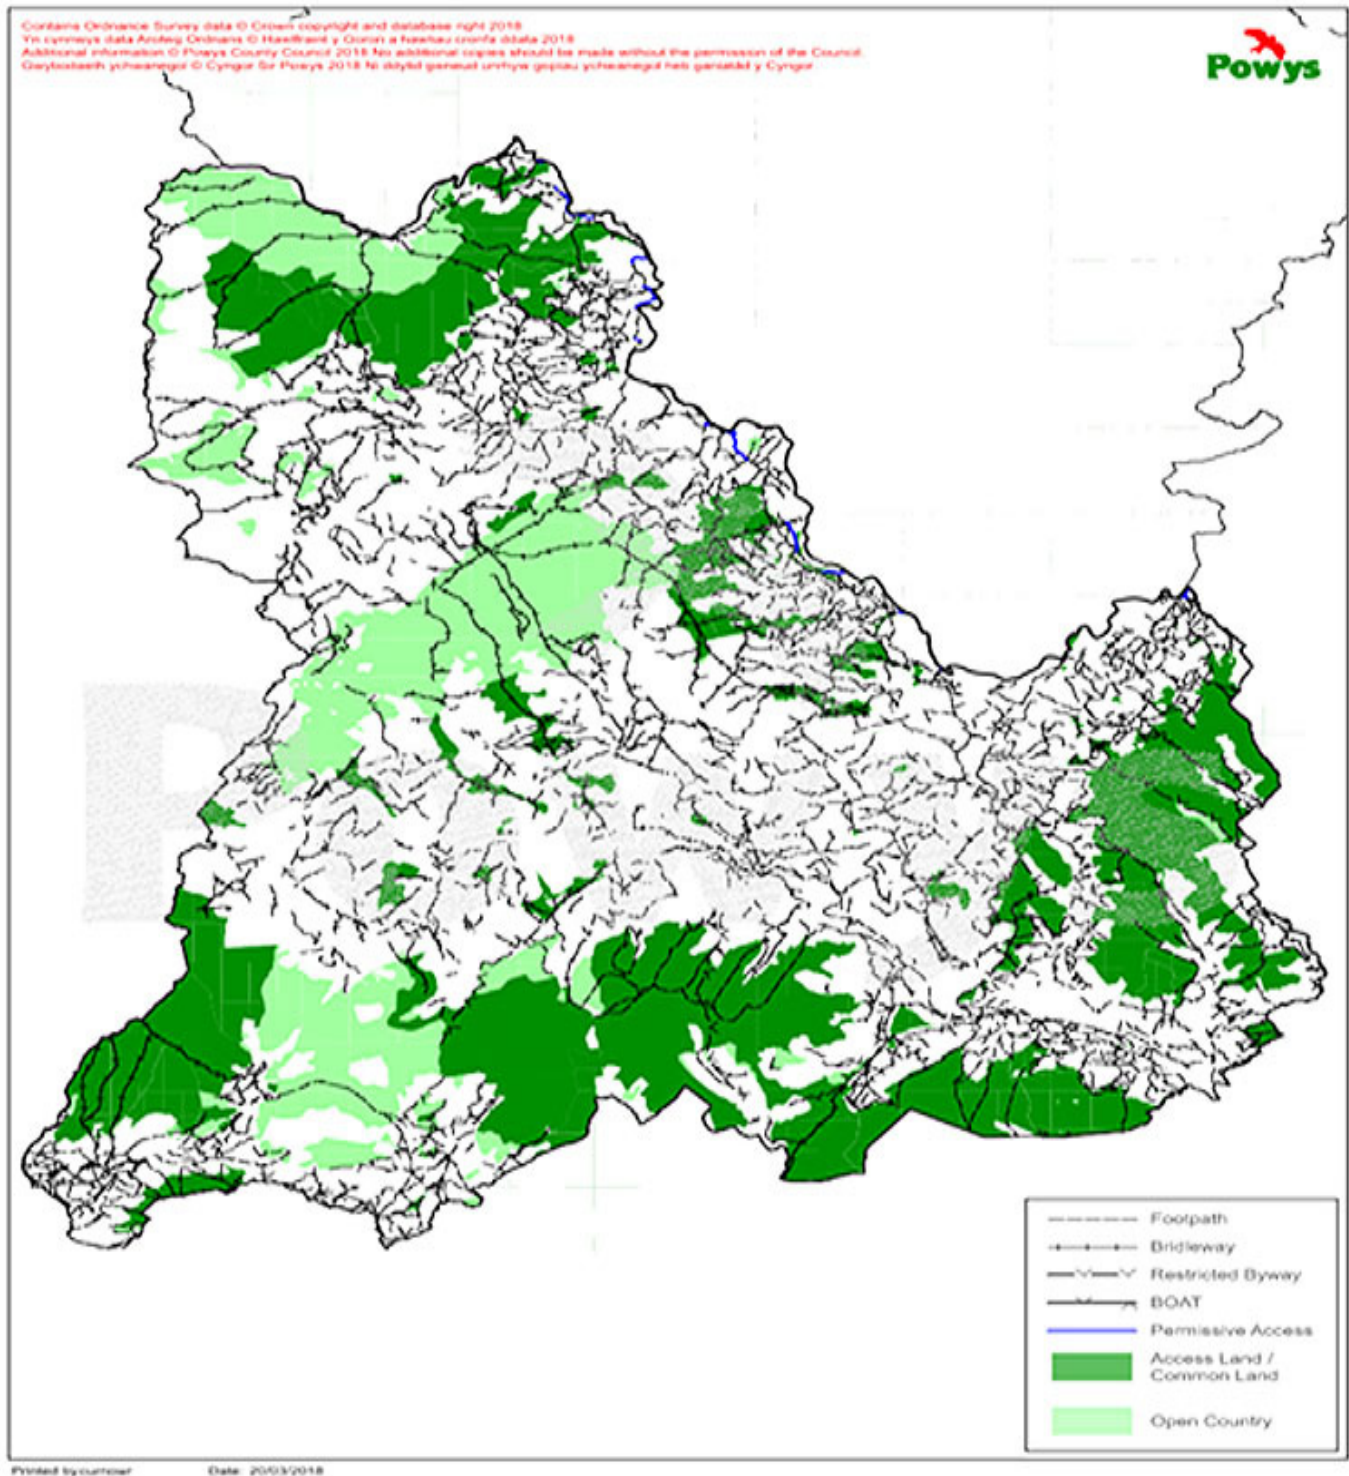 Contains Ordnance Survey data © Crown copyright and database right 2018
Yn cynnwys data Arolwg Ordnans © Hawlfraint y Goron a hawliau cronfa ddata 2018
Additional information © Powys County Council 2018 No additional copies should be made without the permission of the Council.
Gwybodaeth ychwanegol © Cyngor Sir Powys 2018 Ni ddylid gwneud unrhyw gopïau ychwanegol heb ganiatâd y Cyngor
Powys
Footpath
Bridleway
Restricted Byway
BOAT
Permissive Access
Access Land /
Common Land
Open Country
Printed by:
Date: 20/03/2018